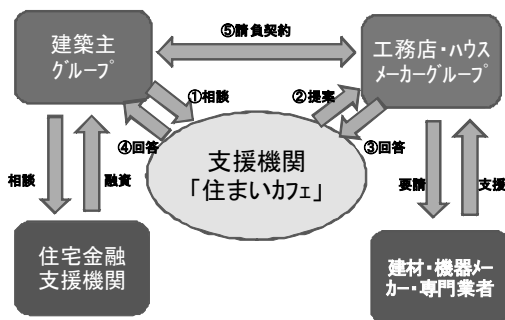 建築主
グループ
⑤請負契約
工務店・ハウス
メーカーグループ
①相談
②提案
④回答
③回答
支援機関
「住まいカフェ」
相談
融資
要請
支援
住宅金融
支援機関
建材・機器メー
カー・専門業者